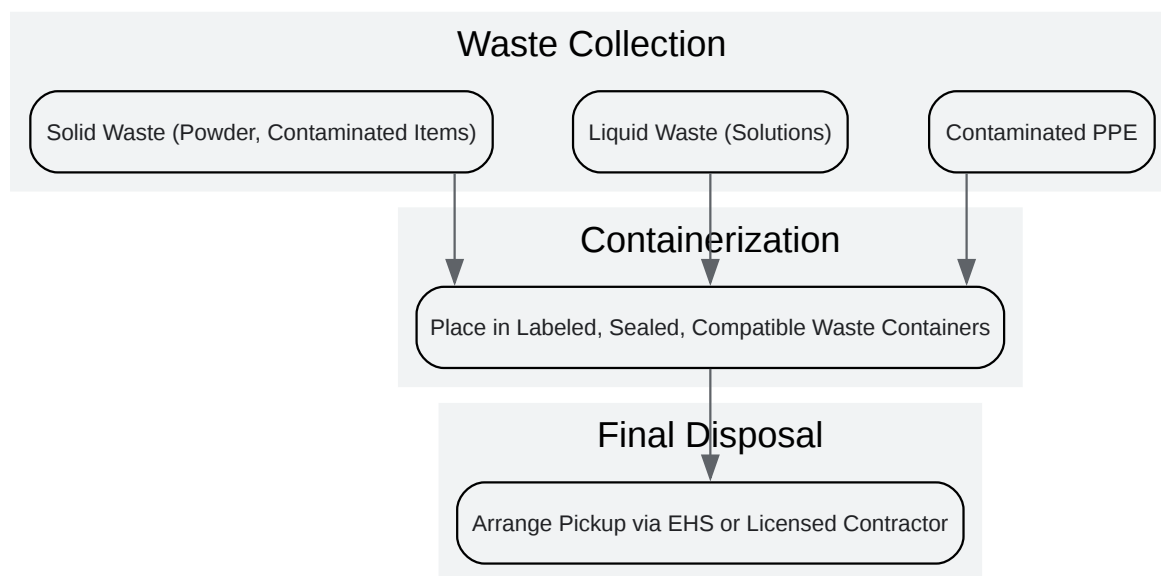 Waste Collection
Solid Waste (Powder, Contaminated Items)
Liquid Waste (Solutions)
Contaminated PPE
Containerization
Place in Labeled, Sealed, Compatible Waste Containers
Final Disposal
Arrange Pickup via EHS or Licensed Contractor